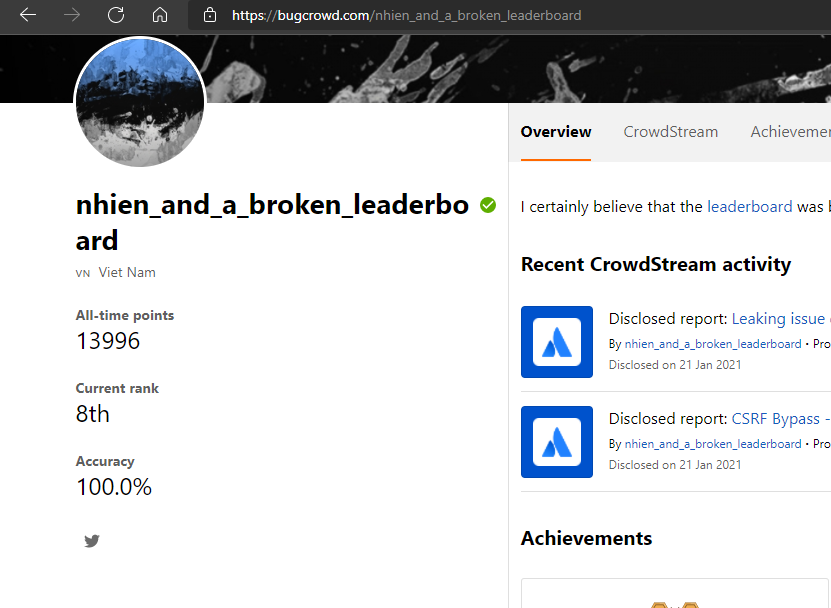 https://bugcrowd.com/nhien_and_a_broken_leaderboard
nhien_and_a_broken_leaderbo
ard
VN Viet Nam
All-time points
13996
Current rank
8th
Accuracy
100.0%
Overview CrowdStream
I certainly believe that the leaderboard was
Recent CrowdStream activity
Disclosed report: Leaking issue
By nhien_and_a_broken_leaderboard • Pro
Disclosed on 21 Jan 2021
Disclosed report: CSRF Bypass -
By nhien_and_a_broken_leaderboard • Pro
Disclosed on 21 Jan 2021
Achievements